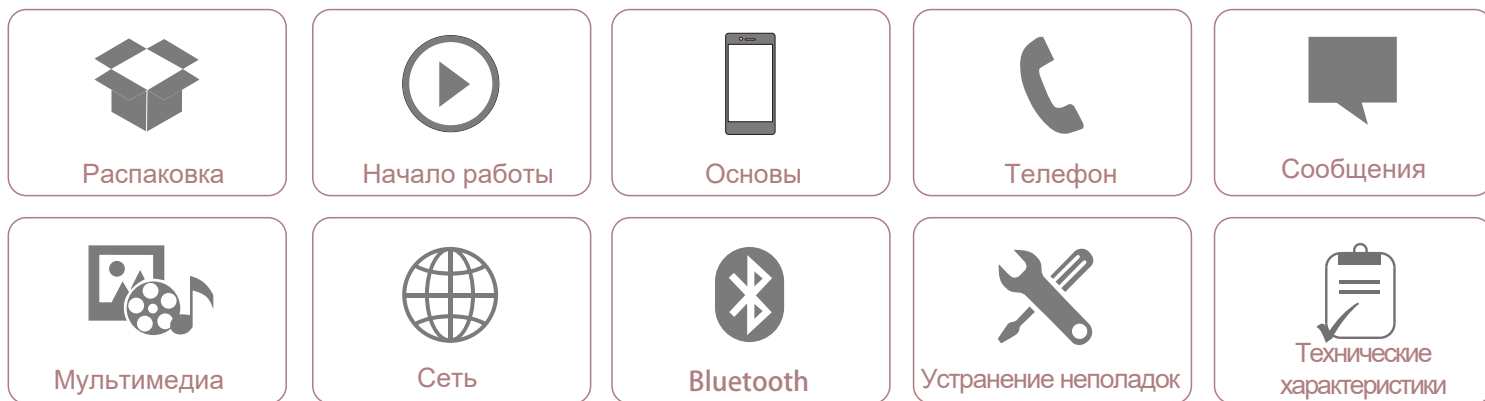 Распаковка
Начало работы
Основы
Телефон
Сообщения
Мультимедиа
Сеть
Bluetooth
Устранение неполадок
Технические
характеристики